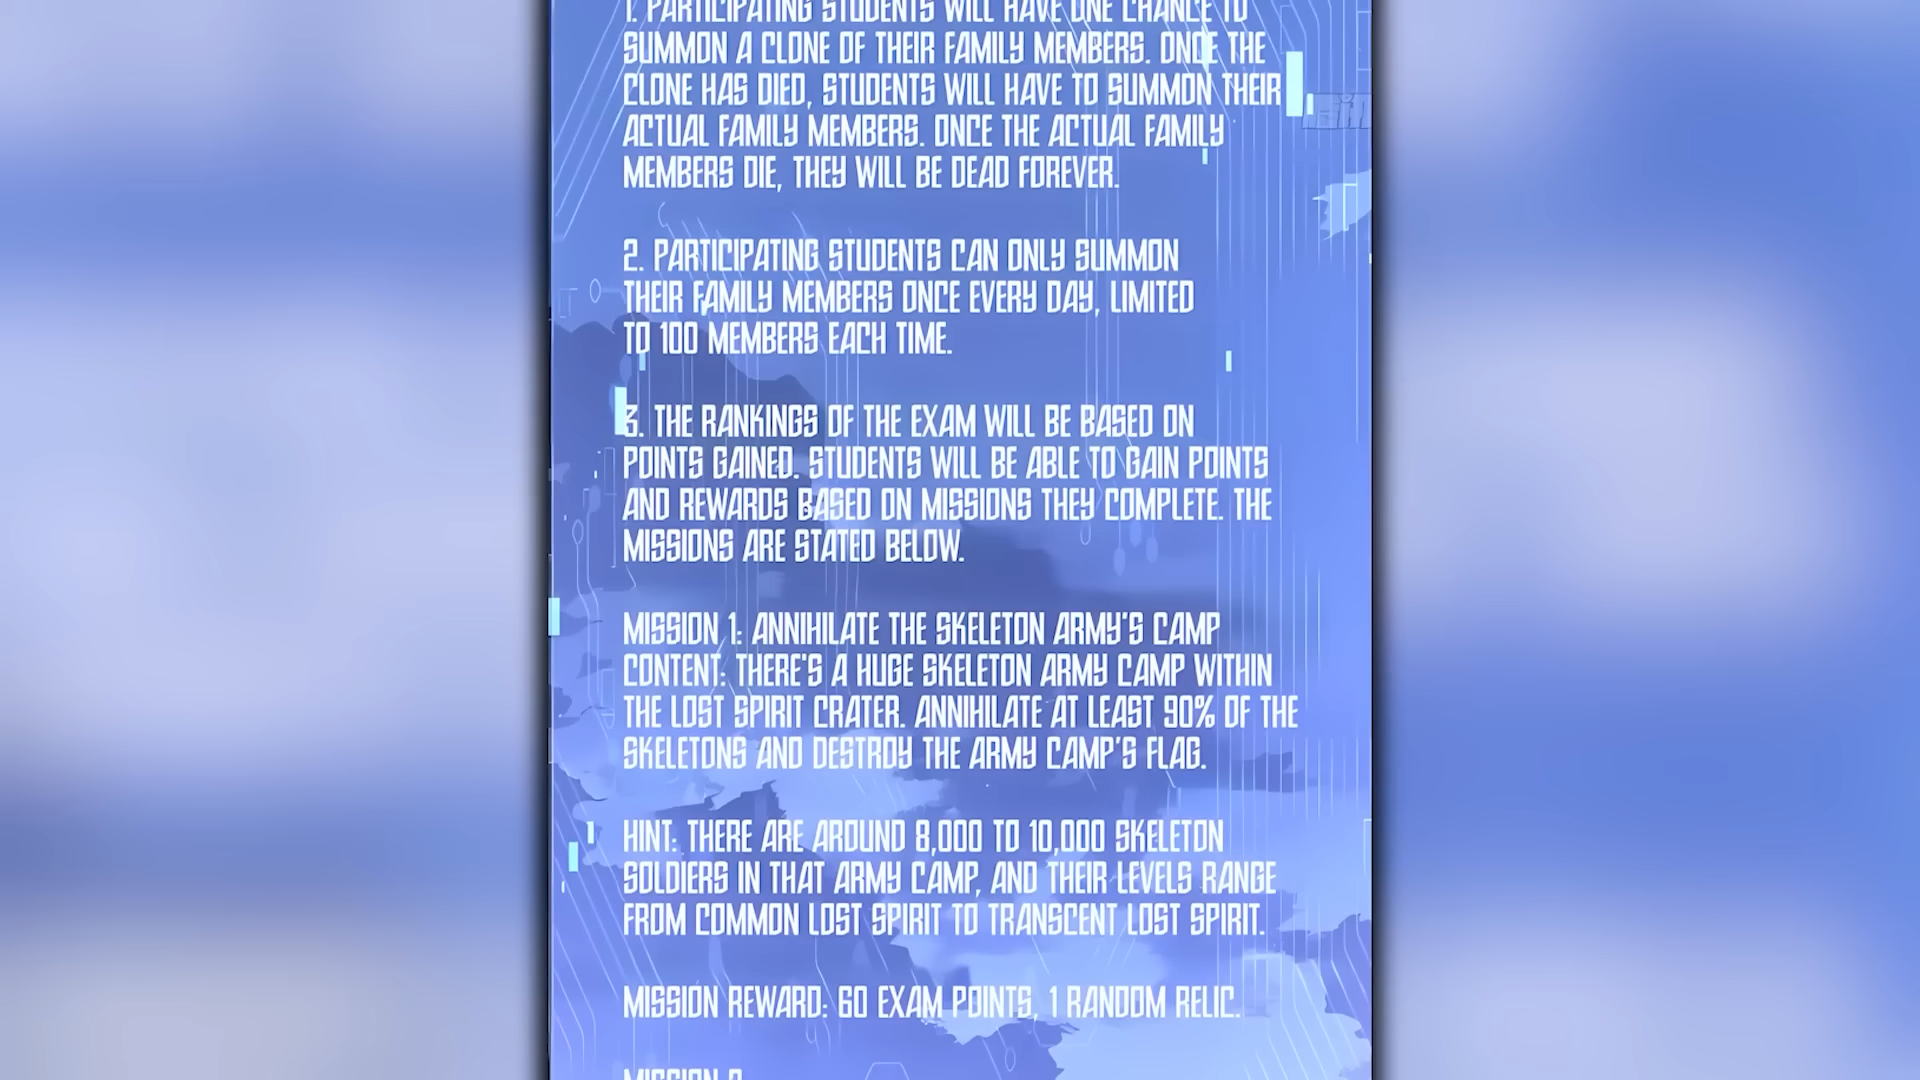 1. PARTICIPATING STUDENTS WILL HAVE ONE CHANCE TO
SUMMON A CLONE OF THEIR FAMILY MEMBERS. ONCE THE
CLONE HAS DIED, STUDENTS WILL HAVE TO SUMMON THEIR
ACTUAL FAMILY MEMBERS. ONCE THE ACTUAL FAMILY
MEMBERS DIE, THEY WILL BE DEAD FOREVER.
2. PARTICIPATING STUDENTS CAN ONLY SUMMON
THEIR FAMILY MEMBERS ONCE EVERY DAY, LIMITED
TO 100 MEMBERS EACH TIME.
3. THE RANKINGS OF THE EXAM WILL BE BASED ON
POINTS GAINED. STUDENTS WILL BE ABLE TO GAIN POINTS
AND REWARDS BASED ON MISSIONS THEY COMPLETE. THE
MISSIONS ARE STATED BELOW.
MISSION 1: ANNIHILATE THE SKELETON ARMY'S CAMP
CONTENT: THERE'S A HUGE SKELETON ARMY CAMP WITHIN
THE LOST SPIRIT CRATER. ANNIHILATE AT LEAST 90% OF THE
SKELETONS AND DESTROY THE ARMY CAMP'S FLAG.
HINT: THERE ARE AROUND 8,000 TO 10,000 SKELETON
SOLDIERS IN THAT ARMY CAMP, AND THEIR LEVELS RANGE
FROM COMMON LOST SPIRIT TO TRANSCENT LOST SPIRIT.
MISSION REWARD: 60 EXAM POINTS, 1 RANDOM RELIC.
MISSION